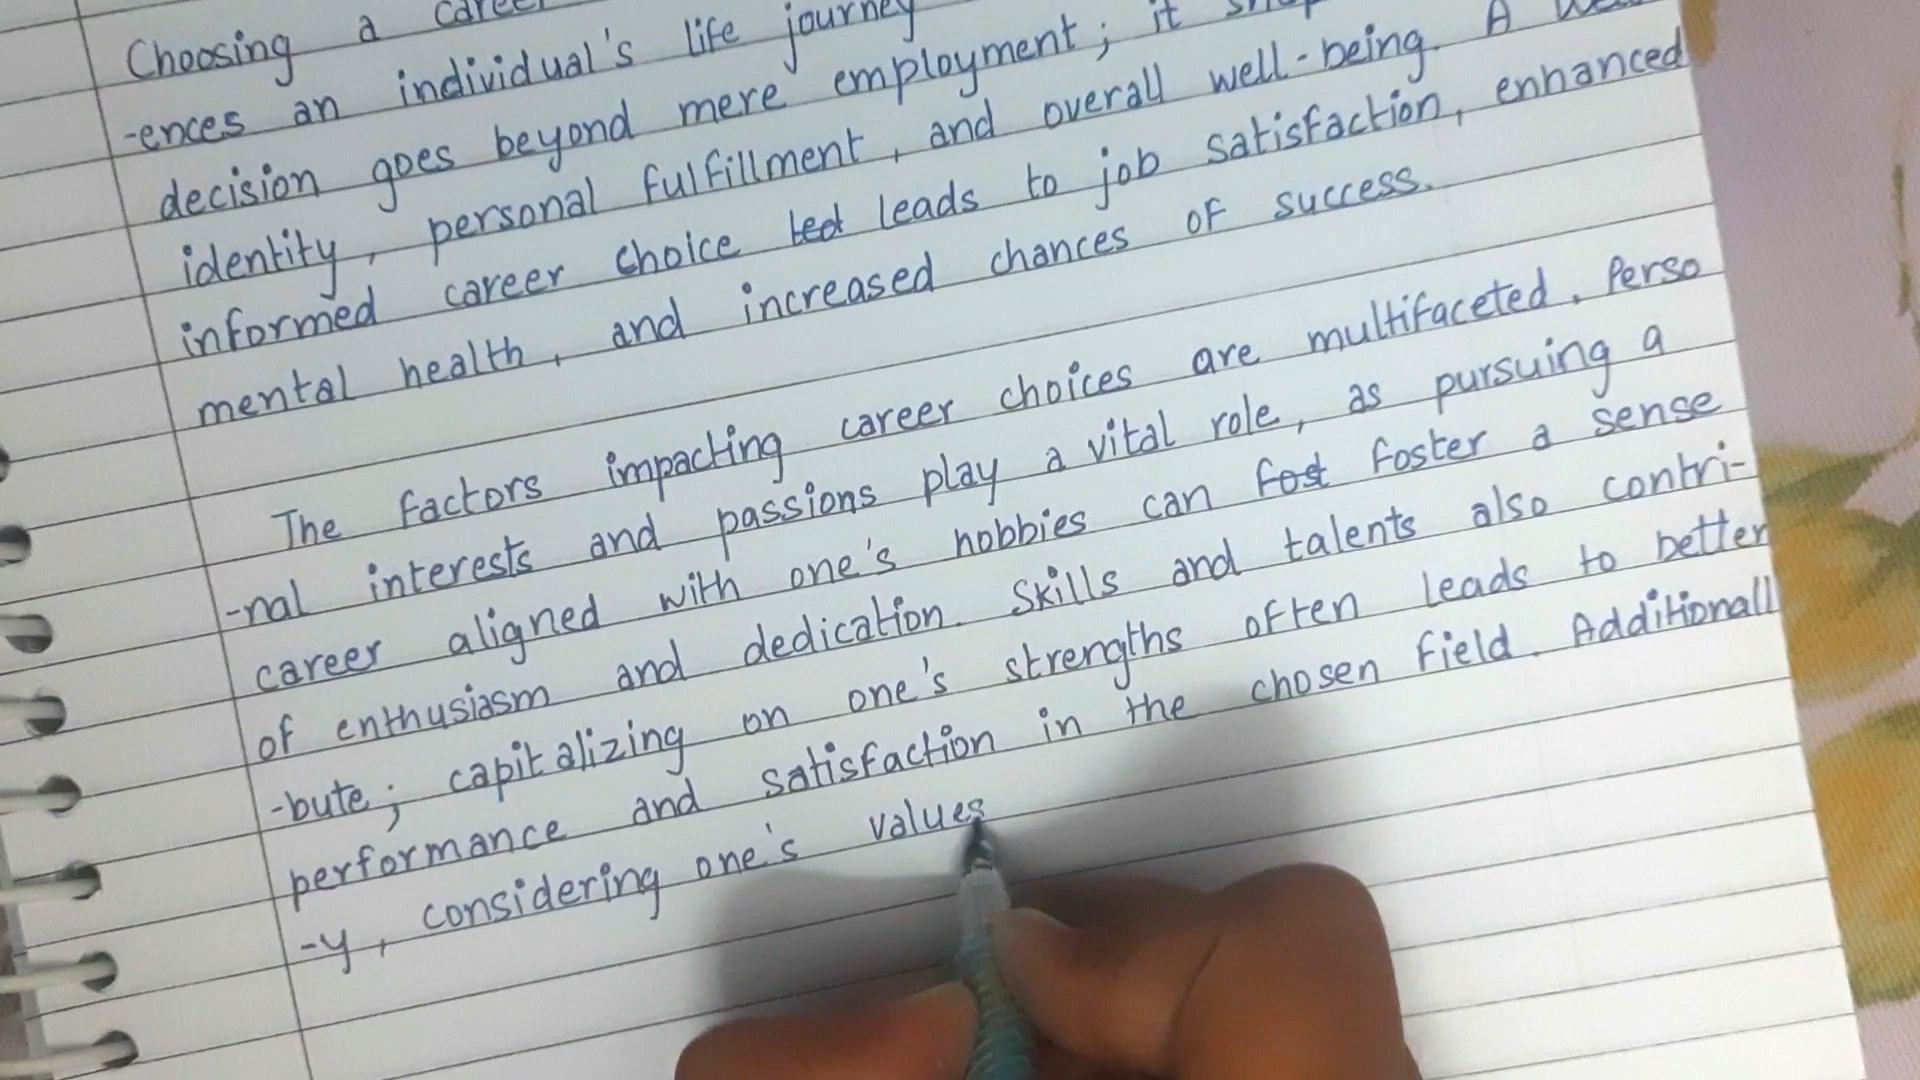 Choosing a career
-ences an individual's life journey
decision goes beyond mere employment; it
identity, personal fulfillment, and overall well-being. A
informed career choice led leads to job satisfaction, enhanced
mental health, and increased chances of success.
The factors impacting career choices are multifaceted. Perso
-nal interests and passions play a vital role, as pursuing a
career aligned with one's hobbies can fost foster a sense
of enthusiasm and dedication. Skills and talents also contri-
-bute; capitalizing on one's strengths often leads to better
performance and satisfaction in the chosen field. Additionall
-y, considering one's values